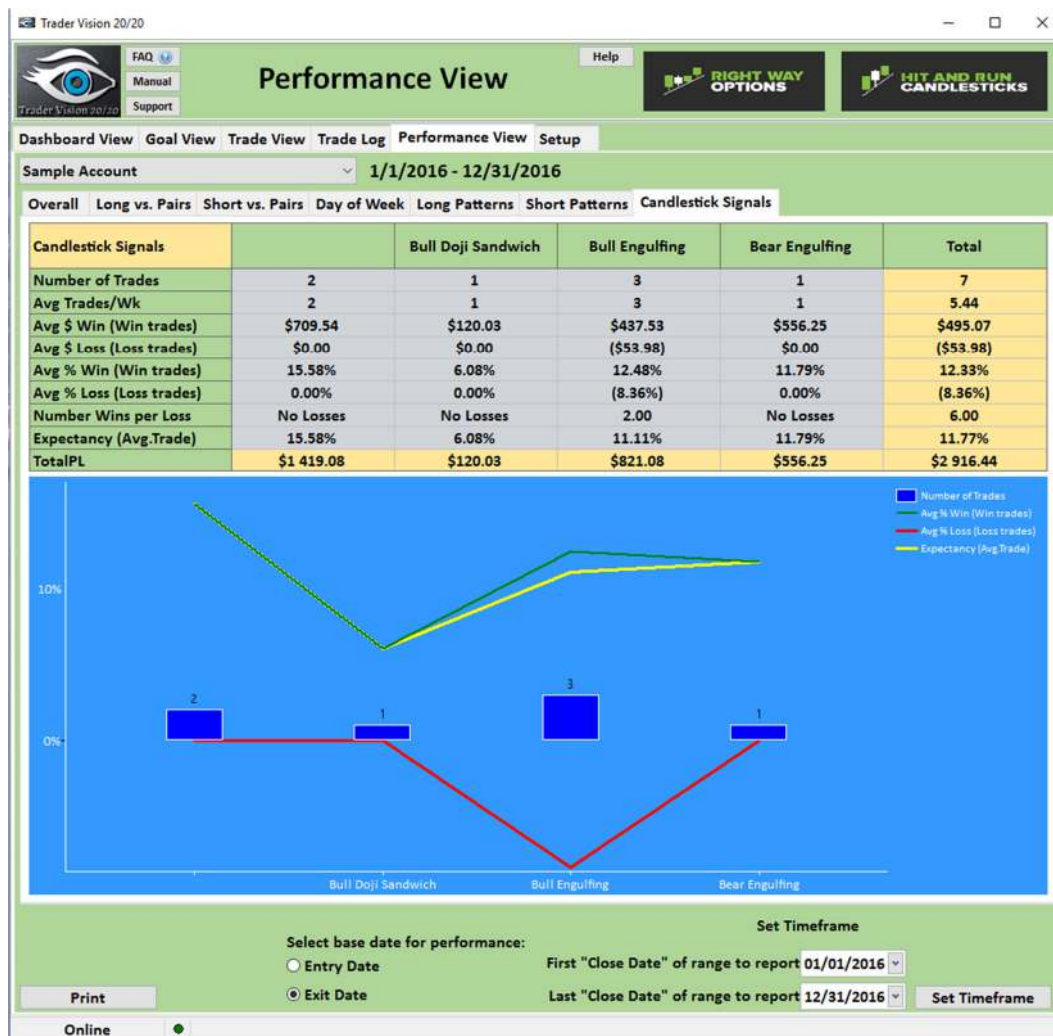 Trader Vision 20/20
FAQ
Manual
Support
Trader Vision 20/20
Performance View
Help
RIGHT WAY
OPTIONS
HIT AND RUN
CANDLESTICKS
Dashboard View Goal View Trade View Trade Log Performance View Setup
Sample Account 1/1/2016 - 12/31/2016
Overall Long vs. Pairs Short vs. Pairs Day of Week Long Patterns Short Patterns Candlestick Signals
Candlestick Signals Bull Doji Sandwich Bull Engulfing Bear Engulfing Total
Number of Trades 2 1 3 1 7
Avg Trades/Wk 2 1 3 1 5.44
Avg $ Win (Win trades) $709.54 $120.03 $437.53 $556.25 $495.07
Avg $ Loss (Loss trades) $0.00 $0.00 ($53.98) $0.00 ($53.98)
Avg % Win (Win trades) 15.58% 6.08% 12.48% 11.79% 12.33%
Avg % Loss (Loss trades) 0.00% 0.00% (8.36%) 0.00% (8.36%)
Number Wins per Loss No Losses No Losses 2.00 No Losses 6.00
Expectancy (Avg.Trade) 15.58% 6.08% 11.11% 11.79% 11.77%
TotalPL $1 419.08 $120.03 $821.08 $556.25 $2 916.44
Number of Trades
Avg % Win (Win trades)
Avg % Loss (Loss trades)
Expectancy (Avg.Trade)
10%
2
1
3
1
0%
Bull Doji Sandwich Bull Engulfing Bear Engulfing
Set Timeframe
Select base date for performance:
Entry Date
First "Close Date" of range to report 01/01/2016
Print
Exit Date
Last "Close Date" of range to report 12/31/2016
Set Timeframe
Online